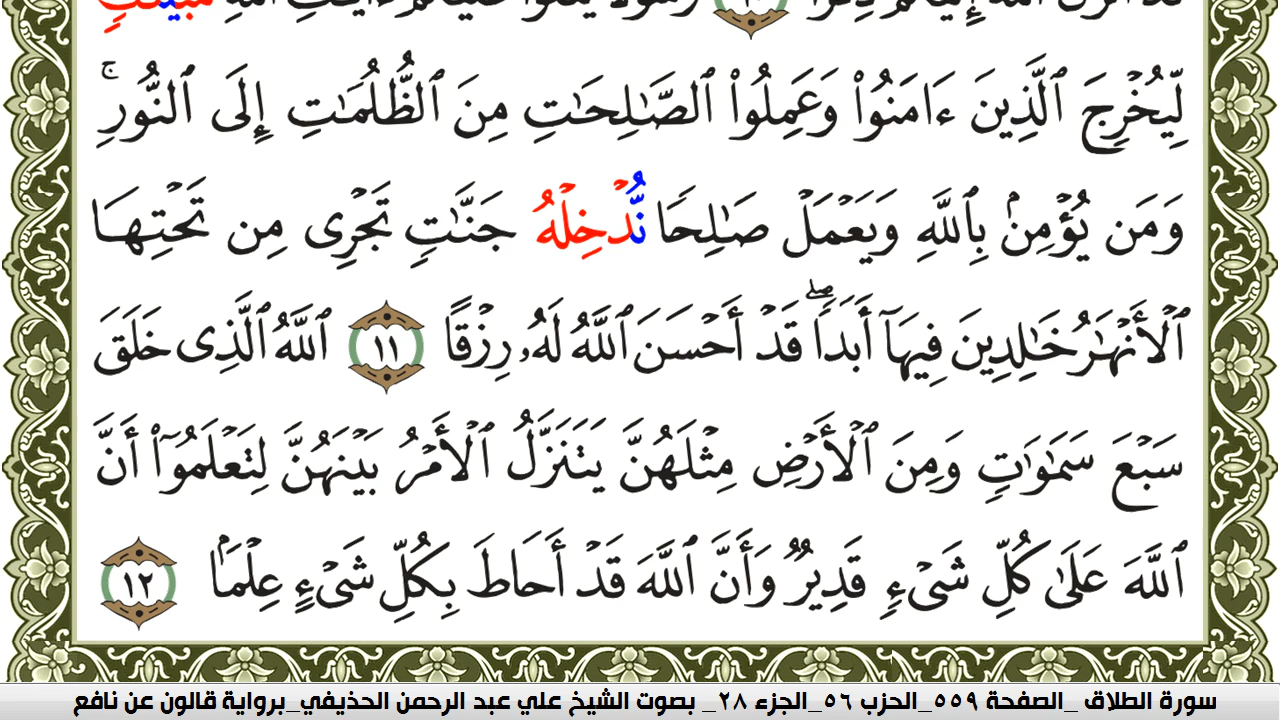 لِّيُخْرِجَ ٱلَّذِينَ ءَامَنُواْ وَعَمِلُواْ ٱلصَّٰلِحَٰتِ مِنَ ٱلظُّلُمَٰتِ إِلَى ٱلنُّورِۚ
وَمَن يُؤْمِنۢ بِٱللَّهِ وَيَعْمَلْ صَٰلِحًا نُّدْخِلْهُ جَنَّٰتٍ تَجْرِى مِن تَحْتِهَا
ٱلْأَنْهَٰرُ خَٰلِدِينَ فِيهَآ أَبَدًاۖ قَدْ أَحْسَنَ ٱللَّهُ لَهُۥ رِزْقًا ١١ ٱللَّهُ ٱلَّذِى خَلَقَ
سَبْعَ سَمَٰوَٰتٍ وَمِنَ ٱلْأَرْضِ مِثْلَهُنَّ يَتَنَزَّلُ ٱلْأَمْرُ بَيْنَهُنَّ لِتَعْلَمُوٓاْ أَنَّ
ٱللَّهَ عَلَىٰ كُلِّ شَىْءٍ قَدِيرٌ وَأَنَّ ٱللَّهَ قَدْ أَحَاطَ بِكُلِّ شَىْءٍ عِلْمًۢا ١٢
سورة الطلاق _الصفحة ٥٥٩_الحزب ٥٦_الجزء ٢٨_ بصوت الشيخ علي عبد الرحمن الحذيفي_برواية قالون عن نافع